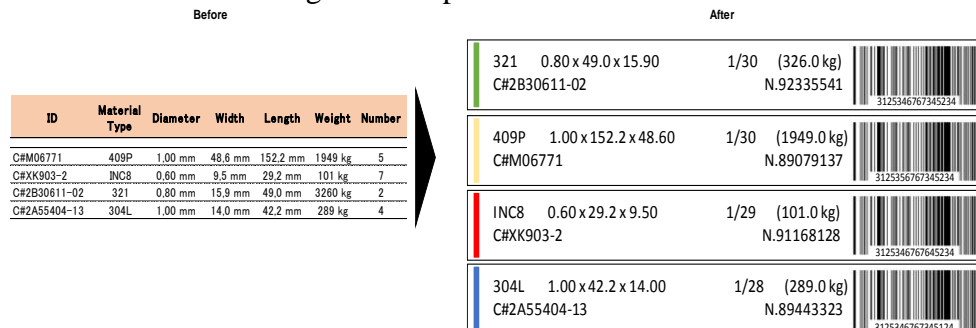 Before
After
ID Material Type Diameter Width Length Weight Number
C#M06771 409P 1,00 mm 48,6 mm 152,2 mm 1949 kg 5
C#XK903-2 INC8 0,60 mm 9,5 mm 29,2 mm 101 kg 7
C#2B30611-02 321 0,80 mm 15,9 mm 49,0 mm 3260 kg 2
C#2A55404-13 304L 1,00 mm 14,0 mm 42,2 mm 289 kg 4
321 0.80 x 49.0 x 15.90 1/30 (326.0 kg)
C#2B30611-02 N.92335541
3125346767345234
409P 1.00 x 152.2 x 48.60 1/30 (1949.0 kg)
C#M06771 N.89079137
3125356767345234
INC8 0.60 x 29.2 x 9.50 1/29 (101.0 kg)
C#XK903-2 N.91168128
3125346767645234
304L 1.00 x 42.2 x 14.00 1/28 (289.0 kg)
C#2A55404-13 N.89443323
3125346767345124